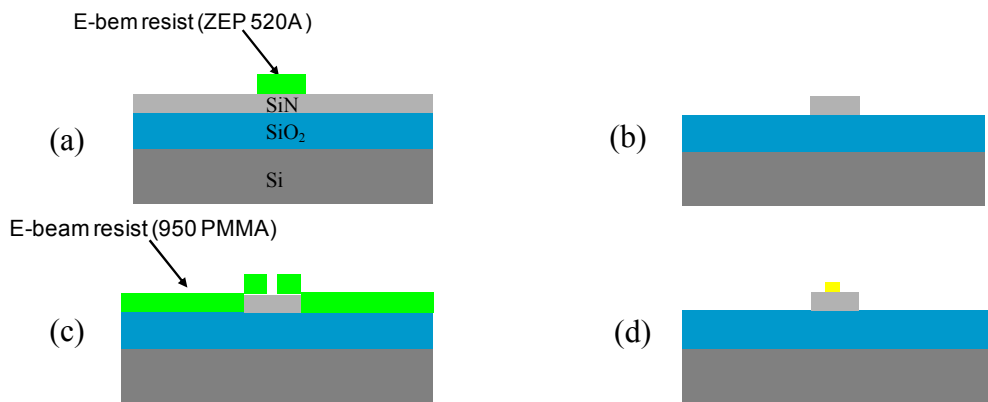 E-bem resist (ZEP 520A)
SiN
(a)
SiO₂
Si
(b)
E-beam resist (950 PMMA)
(c)
(d)